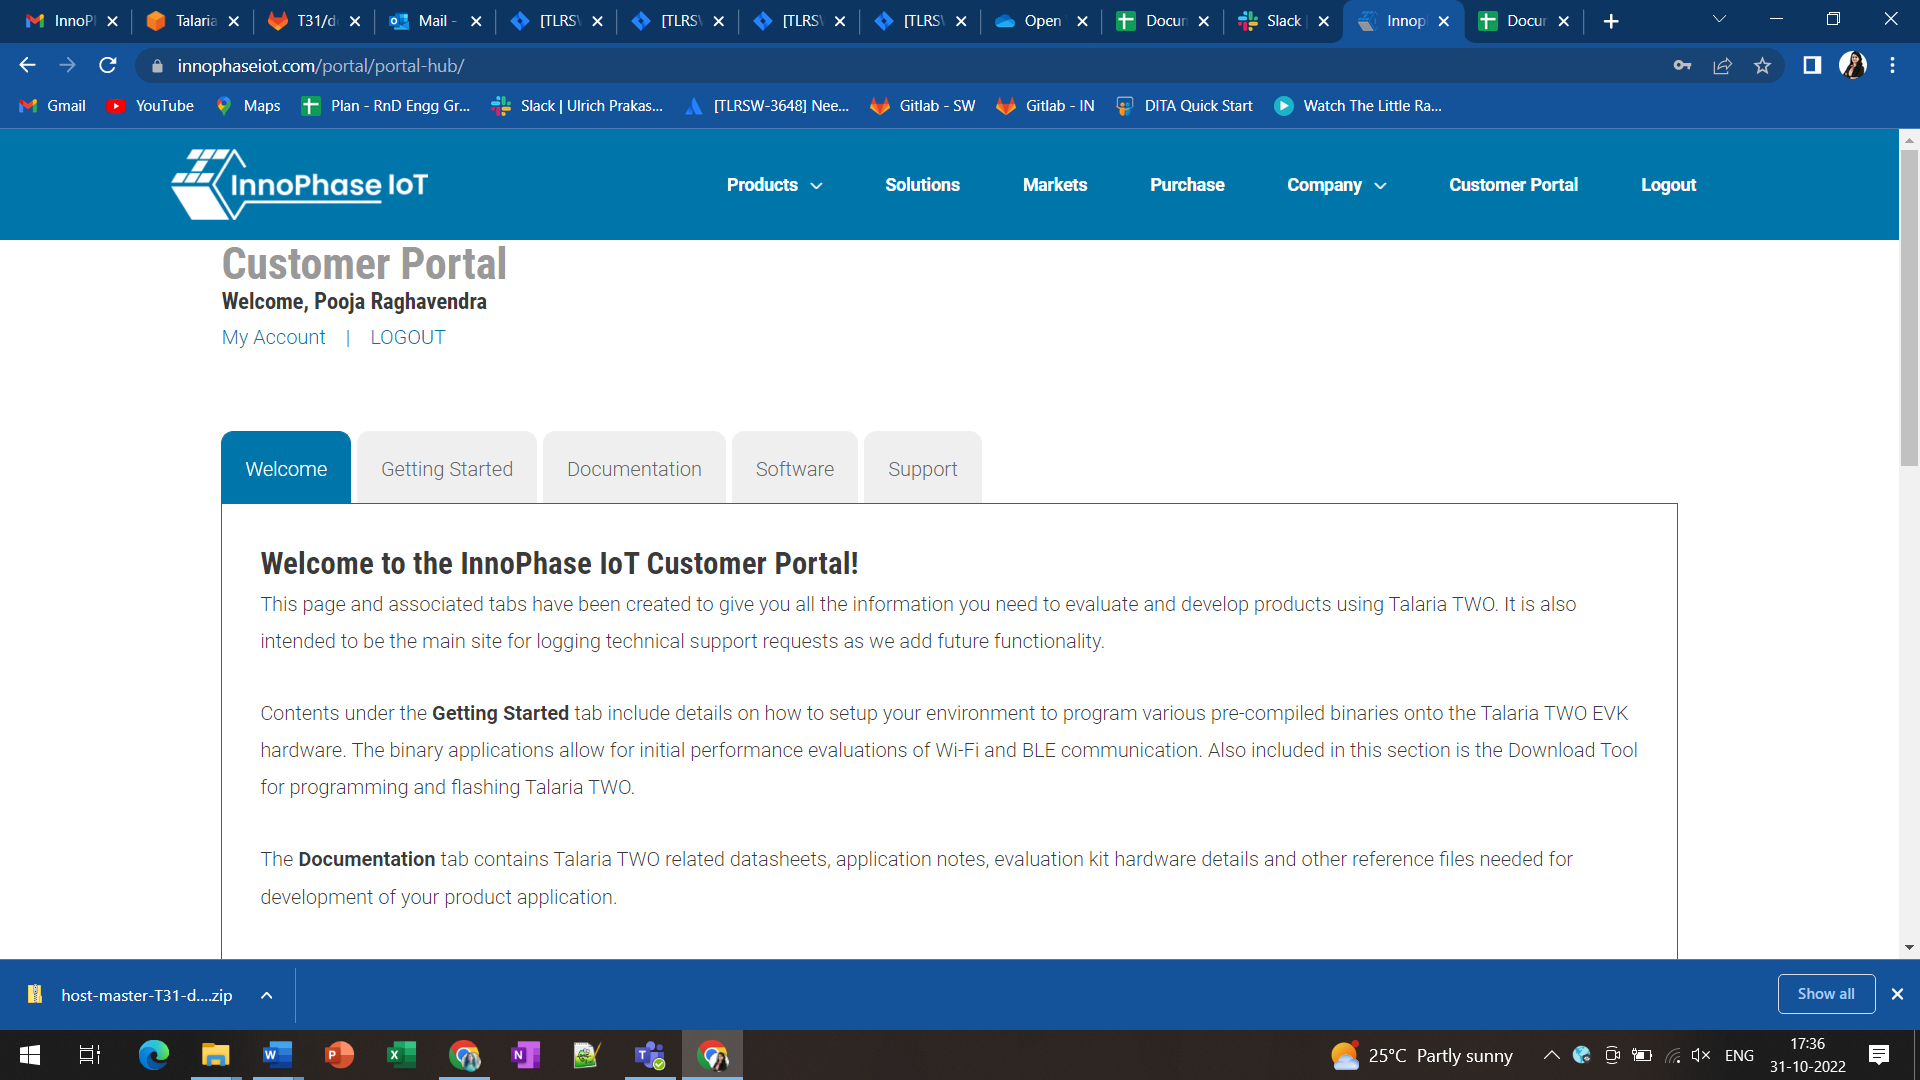 InnoPl
Talaria
T31/do
Mail -
[TLRSV
[TLRSV
[TLRSV
[TLRSV
Open
Docum
Slack |
Innop
Docum
innophaseiot.com/portal/portal-hub/
Gmail
YouTube
Maps
Plan - RnD Engg Gr...
Slack | Ulrich Prakas...
[TLRSW-3648] Nee...
Gitlab - SW
Gitlab - IN
DITA Quick Start
Watch The Little Ra...
InnoPhase IoT
Products
Solutions
Markets
Purchase
Company
Customer Portal
Logout
Customer Portal
Welcome, Pooja Raghavendra
My Account | LOGOUT
Welcome
Getting Started
Documentation
Software
Support
Welcome to the InnoPhase IoT Customer Portal!
This page and associated tabs have been created to give you all the information you need to evaluate and develop products using Talaria TWO. It is also
intended to be the main site for logging technical support requests as we add future functionality.
Contents under the Getting Started tab include details on how to setup your environment to program various pre-compiled binaries onto the Talaria TWO EVK
hardware. The binary applications allow for initial performance evaluations of Wi-Fi and BLE communication. Also included in this section is the Download Tool
for programming and flashing Talaria TWO.
The Documentation tab contains Talaria TWO related datasheets, application notes, evaluation kit hardware details and other reference files needed for
development of your product application.
host-master-T31-d....zip
Show all
25°C Partly sunny
ENG
17:36
31-10-2022